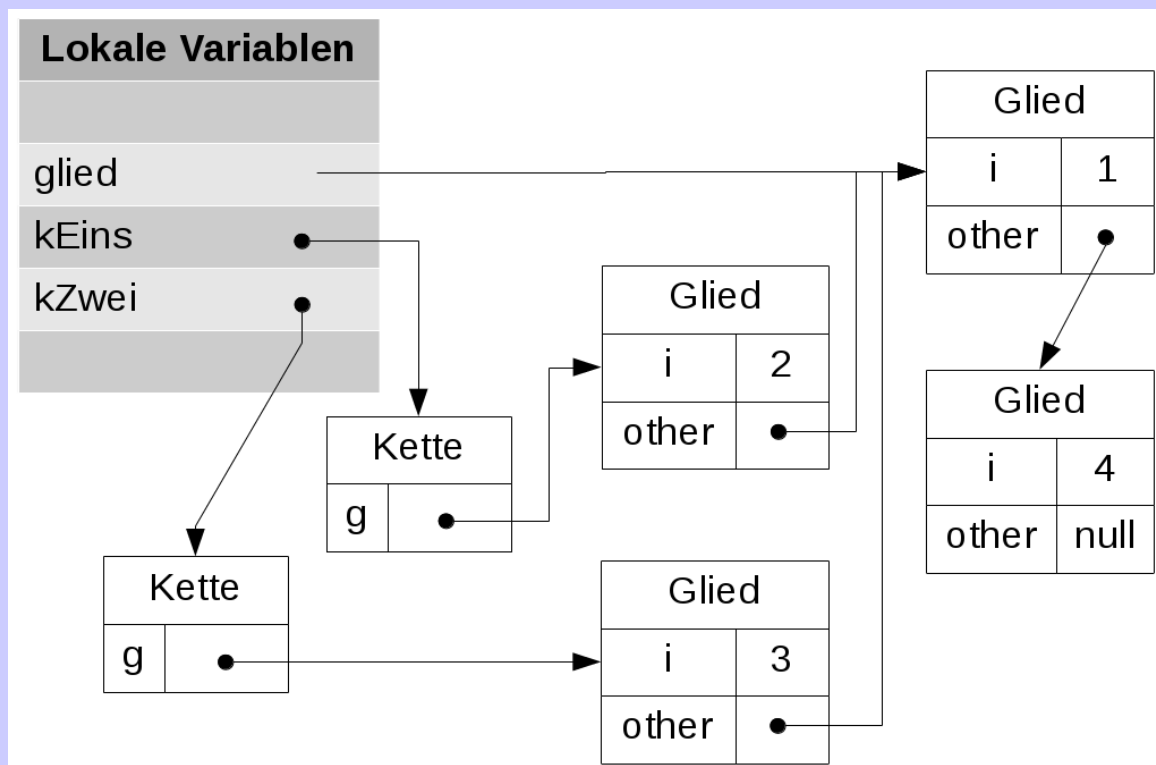 Lokale Variablen
glied
kEins
kZwei
Glied
i 1
other
Glied
i 2
other
Glied
i 4
other null
Kette
g
Kette
g
Glied
i 3
other